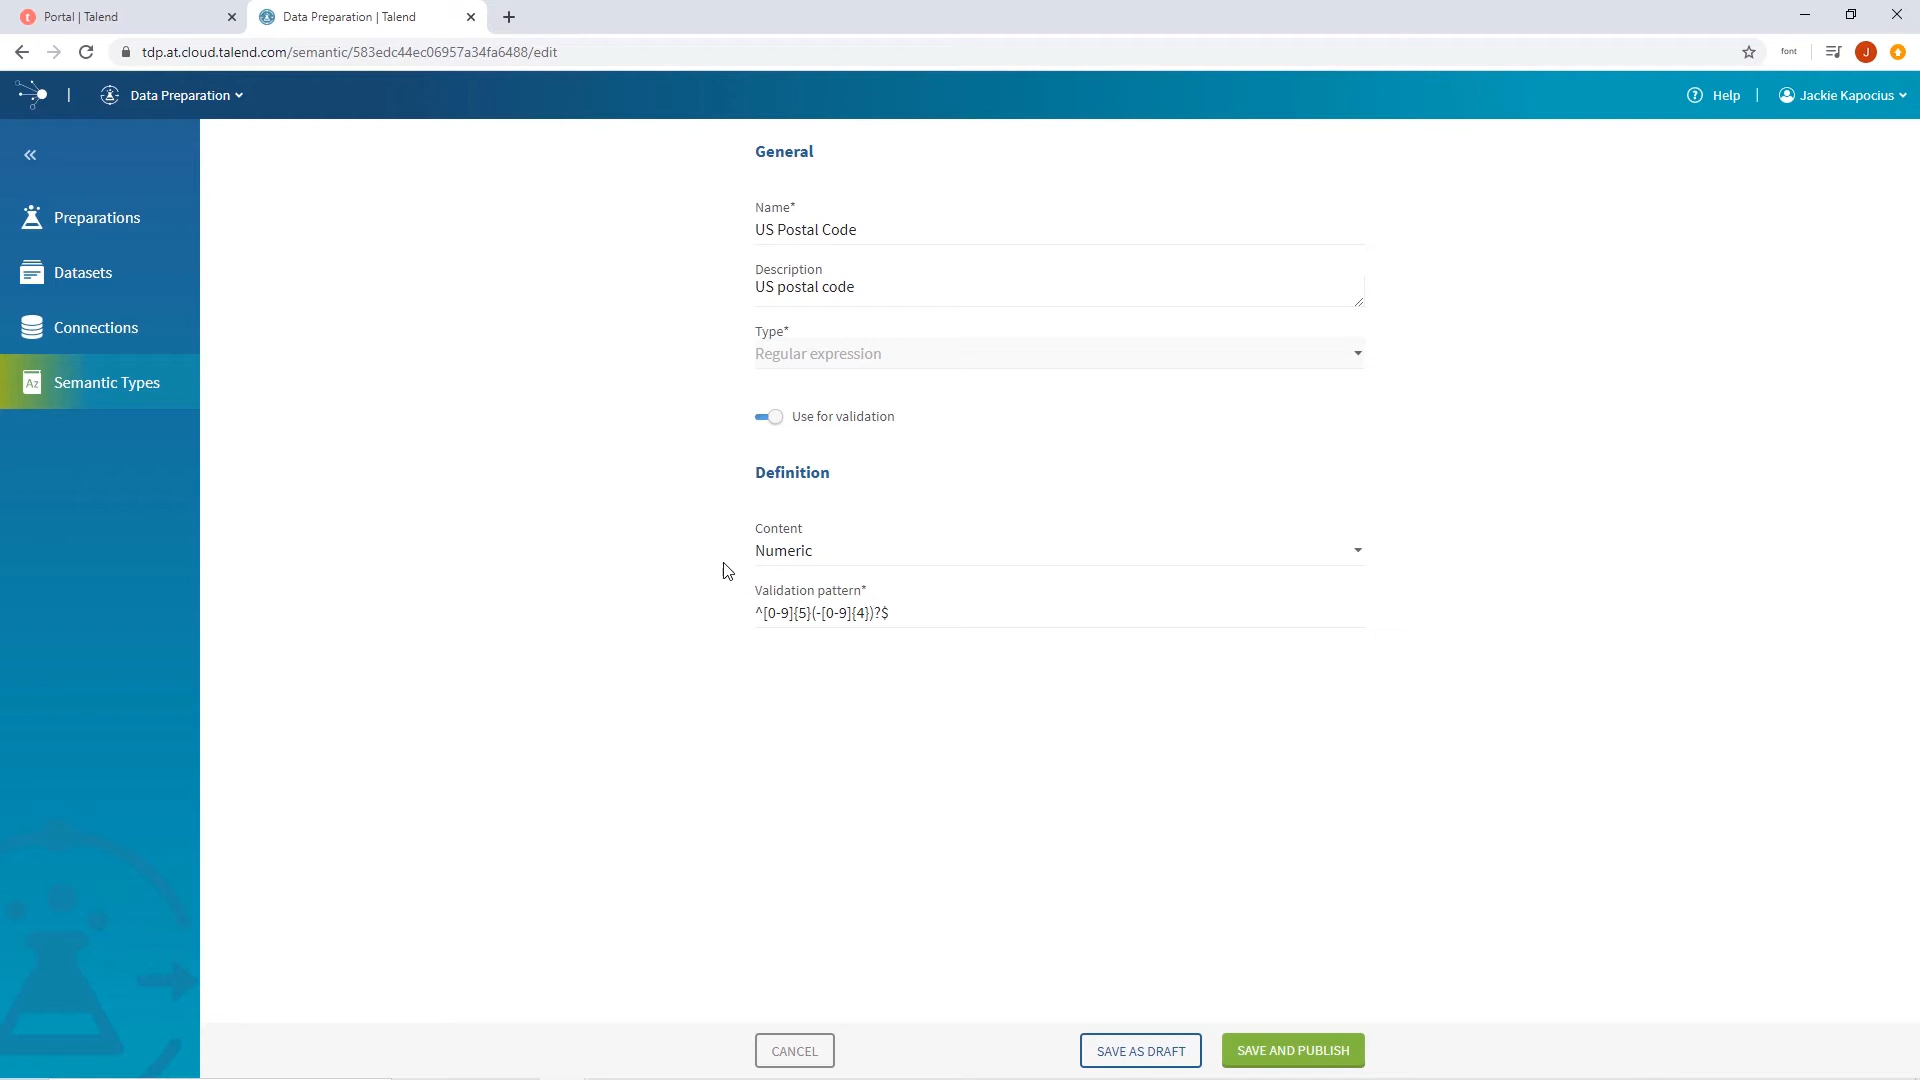 Portal | Talend
Data Preparation | Talend
tdp.at.cloud.talend.com/semantic/583edc44ec06957a34fa6488/edit
font
J
Data Preparation
Help
Jackie Kapocius
Preparations
Datasets
Connections
Az
Semantic Types
General
Name*
US Postal Code
Description
US postal code
Type*
Regular expression
Use for validation
Definition
Content
Numeric
Validation pattern*
^[0-9]{5}(-[0-9]{4})?$
CANCEL
SAVE AS DRAFT
SAVE AND PUBLISH